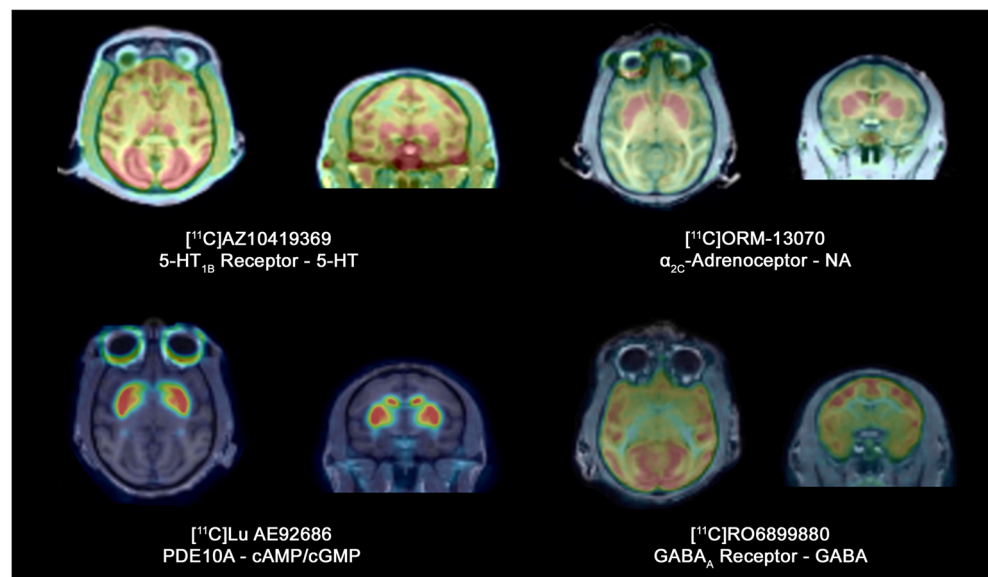 [¹¹C]AZ10419369
5-HT₁B Receptor - 5-HT
[¹¹C]ORM-13070
α₂C-Adrenoceptor - NA
[¹¹C]Lu AE92686
PDE10A - cAMP/cGMP
[¹¹C]RO6899880
GABA_A Receptor - GABA